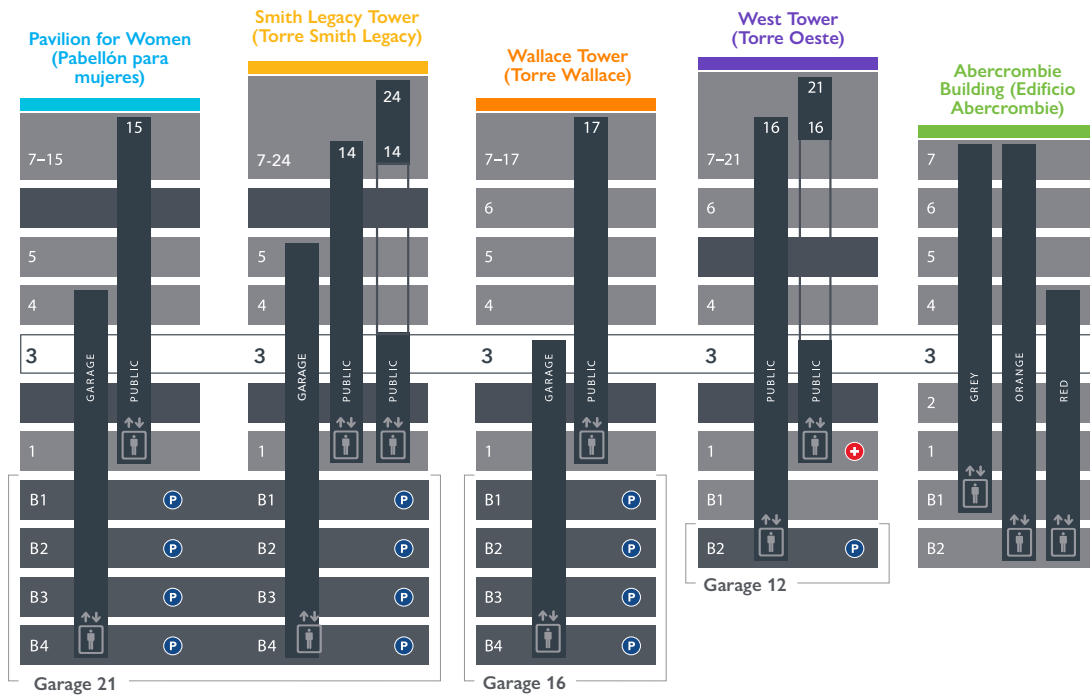 Pavilion for Women
(Pabellón para
mujeres)
7–15
15
5
4
3
1
B1
P
B2
P
B3
P
B4
P
GARAGE
PUBLIC
Smith Legacy Tower
(Torre Smith Legacy)
24
14
14
7-24
5
4
3
1
B1
P
B2
P
B3
P
B4
P
GARAGE
PUBLIC
PUBLIC
Garage 21
Wallace Tower
(Torre Wallace)
17
7–17
6
5
4
3
1
B1
P
B2
P
B3
P
B4
P
GARAGE
PUBLIC
Garage 16
West Tower
(Torre Oeste)
21
16
16
7–21
6
4
3
1
B1
B2
P
PUBLIC
PUBLIC
Garage 12
Abercrombie
Building (Edificio
Abercrombie)
7
6
5
4
3
2
1
B1
B2
GREY
ORANGE
RED